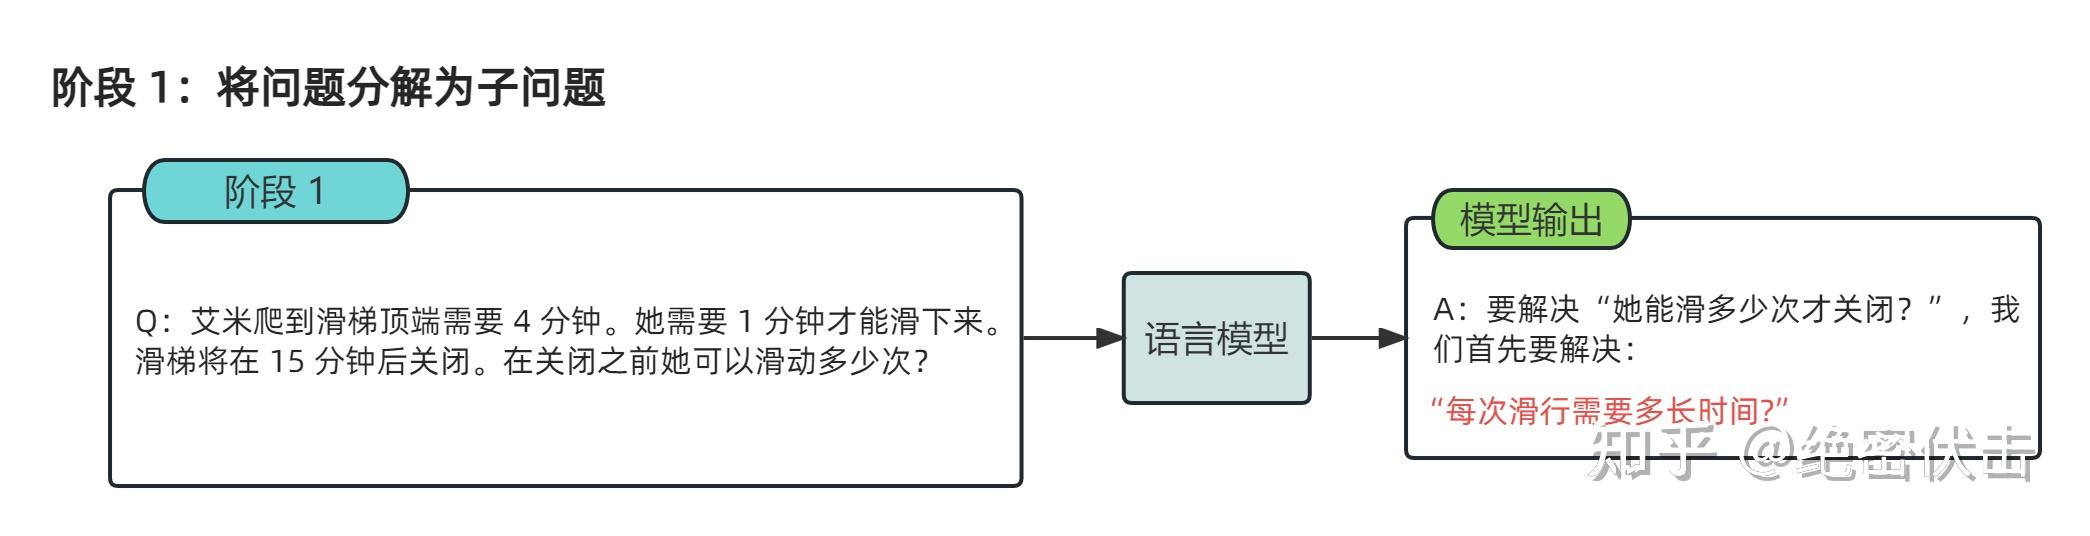 阶段 1：将问题分解为子问题
阶段 1
Q：艾米爬到滑梯顶端需要 4 分钟。她需要 1 分钟才能滑下来。
滑梯将在 15 分钟后关闭。在关闭之前她可以滑动多少次？
语言模型
模型输出
A：要解决“她能滑多少次才关闭？”，我
们首先要解决：
“每次滑行需要多长时间?”
知乎 @绝密伏击